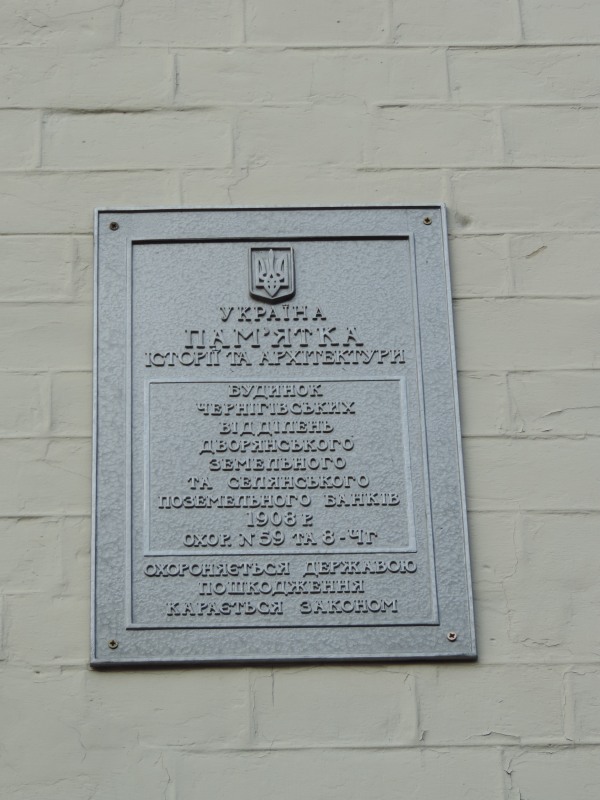 УКРАЇНА
ПАМ'ЯТКА
ІСТОРІЇ ТА АРХІТЕКТУРИ
БУДИНОК
ЧЕРНІГІВСЬКИХ
ВІДДІЛЕНЬ
ДВОРЯНСЬКОГО
ЗЕМЕЛЬНОГО
ТА СЕЛЯНСЬКОГО
ПОЗЕМЕЛЬНОГО БАНКІВ
1908 Р.
ОХОР. N 59 ТА 8-ЧГ
ОХОРОНЯЄТЬСЯ ДЕРЖАВОЮ
ПОШКОДЖЕННЯ
КАРАЄТЬСЯ ЗАКОНОМ